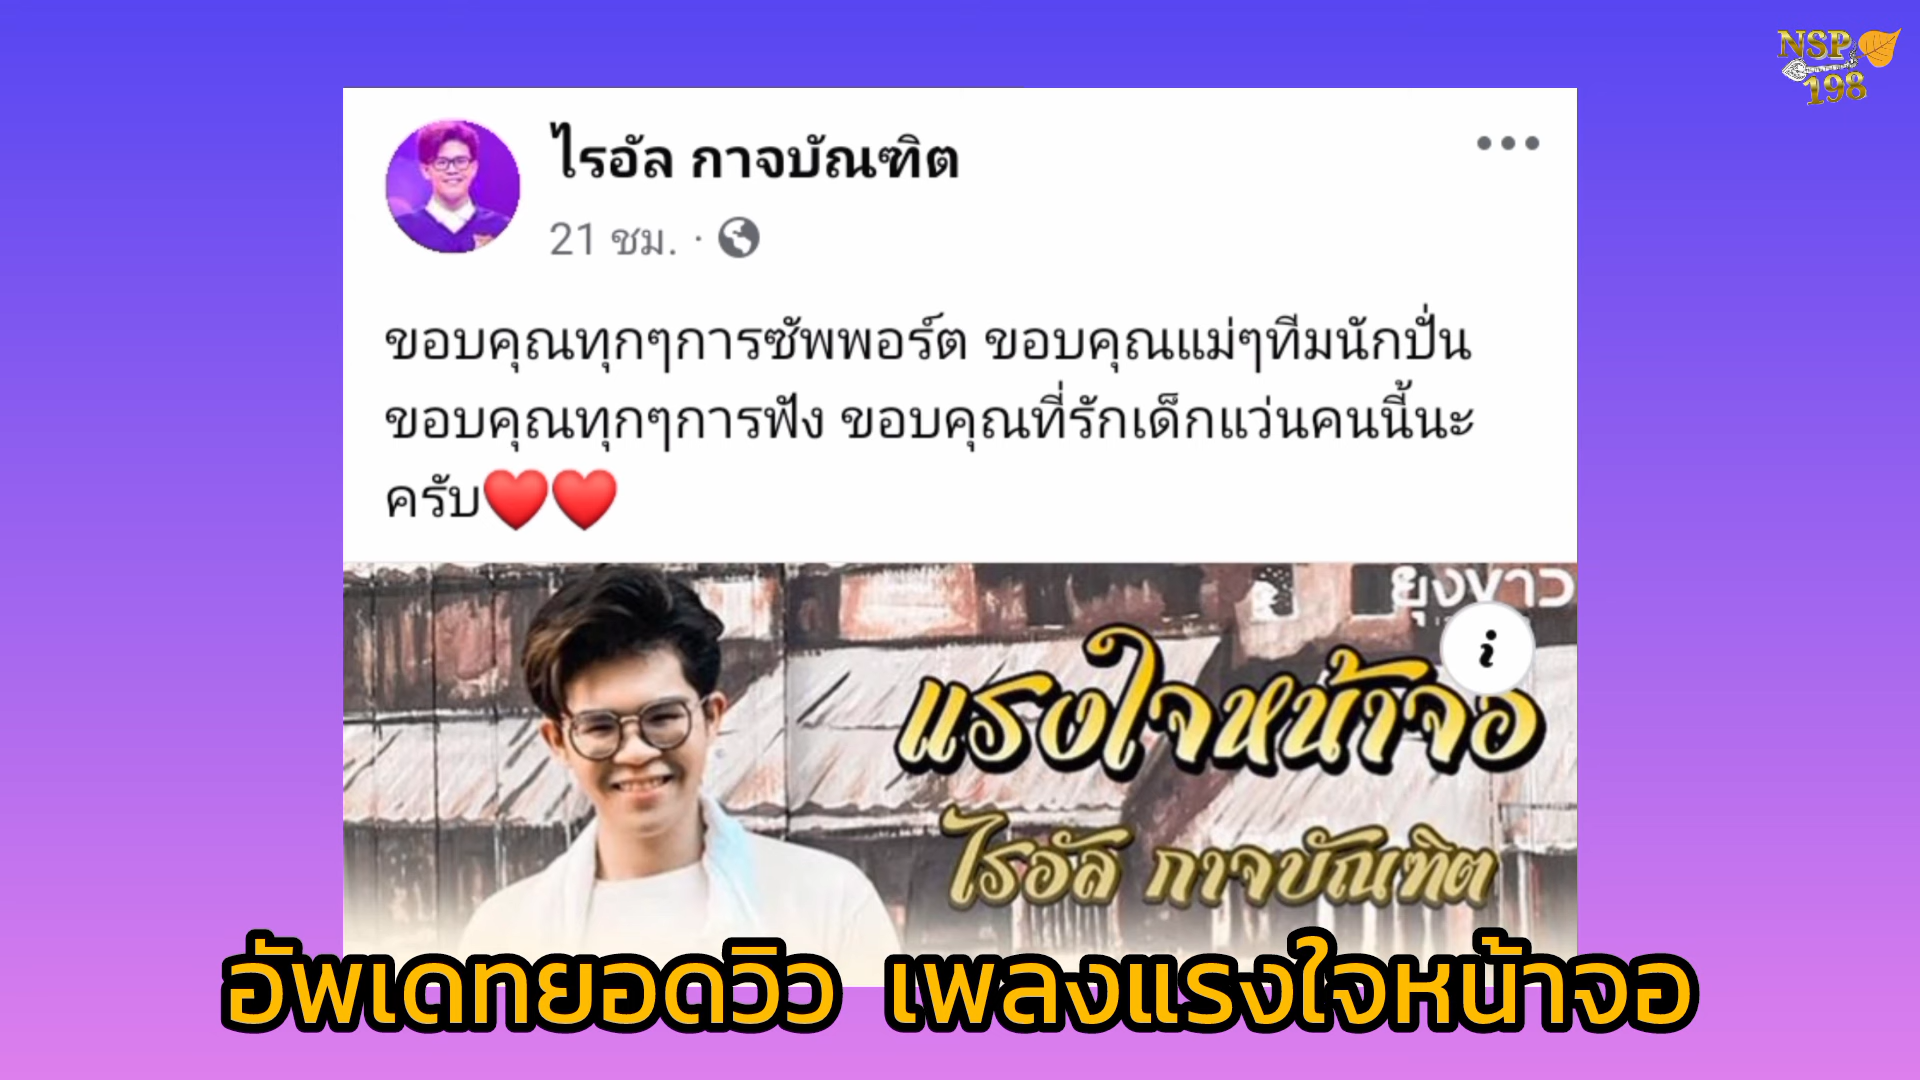 NSP
198
ไรอัล กาจบัณฑิต
21 ชม. ·
ขอบคุณทุกๆการซัพพอร์ต ขอบคุณแม่ๆทีมนักปั่น
ขอบคุณทุกๆการฟัง ขอบคุณที่รักเด็กแว่นคนนี้นะ
ครับ❤️❤️
ยุ้งข้าว
แรงใจหน้าจอ
ไรอัล กาจบัณฑิต
อัพเดทยอดวิว เพลงแรงใจหน้าจอ